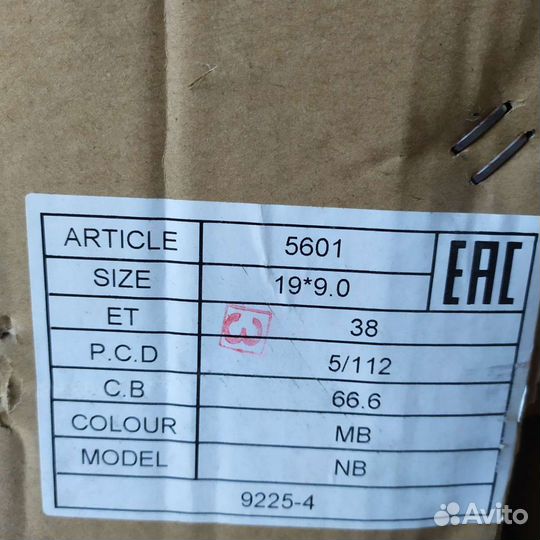 ARTICLE 5601
SIZE 19*9.0
EAC
ET 38
3
P.C.D 5/112
C.B 66.6
COLOUR MB
MODEL NB
9225-4
Avito